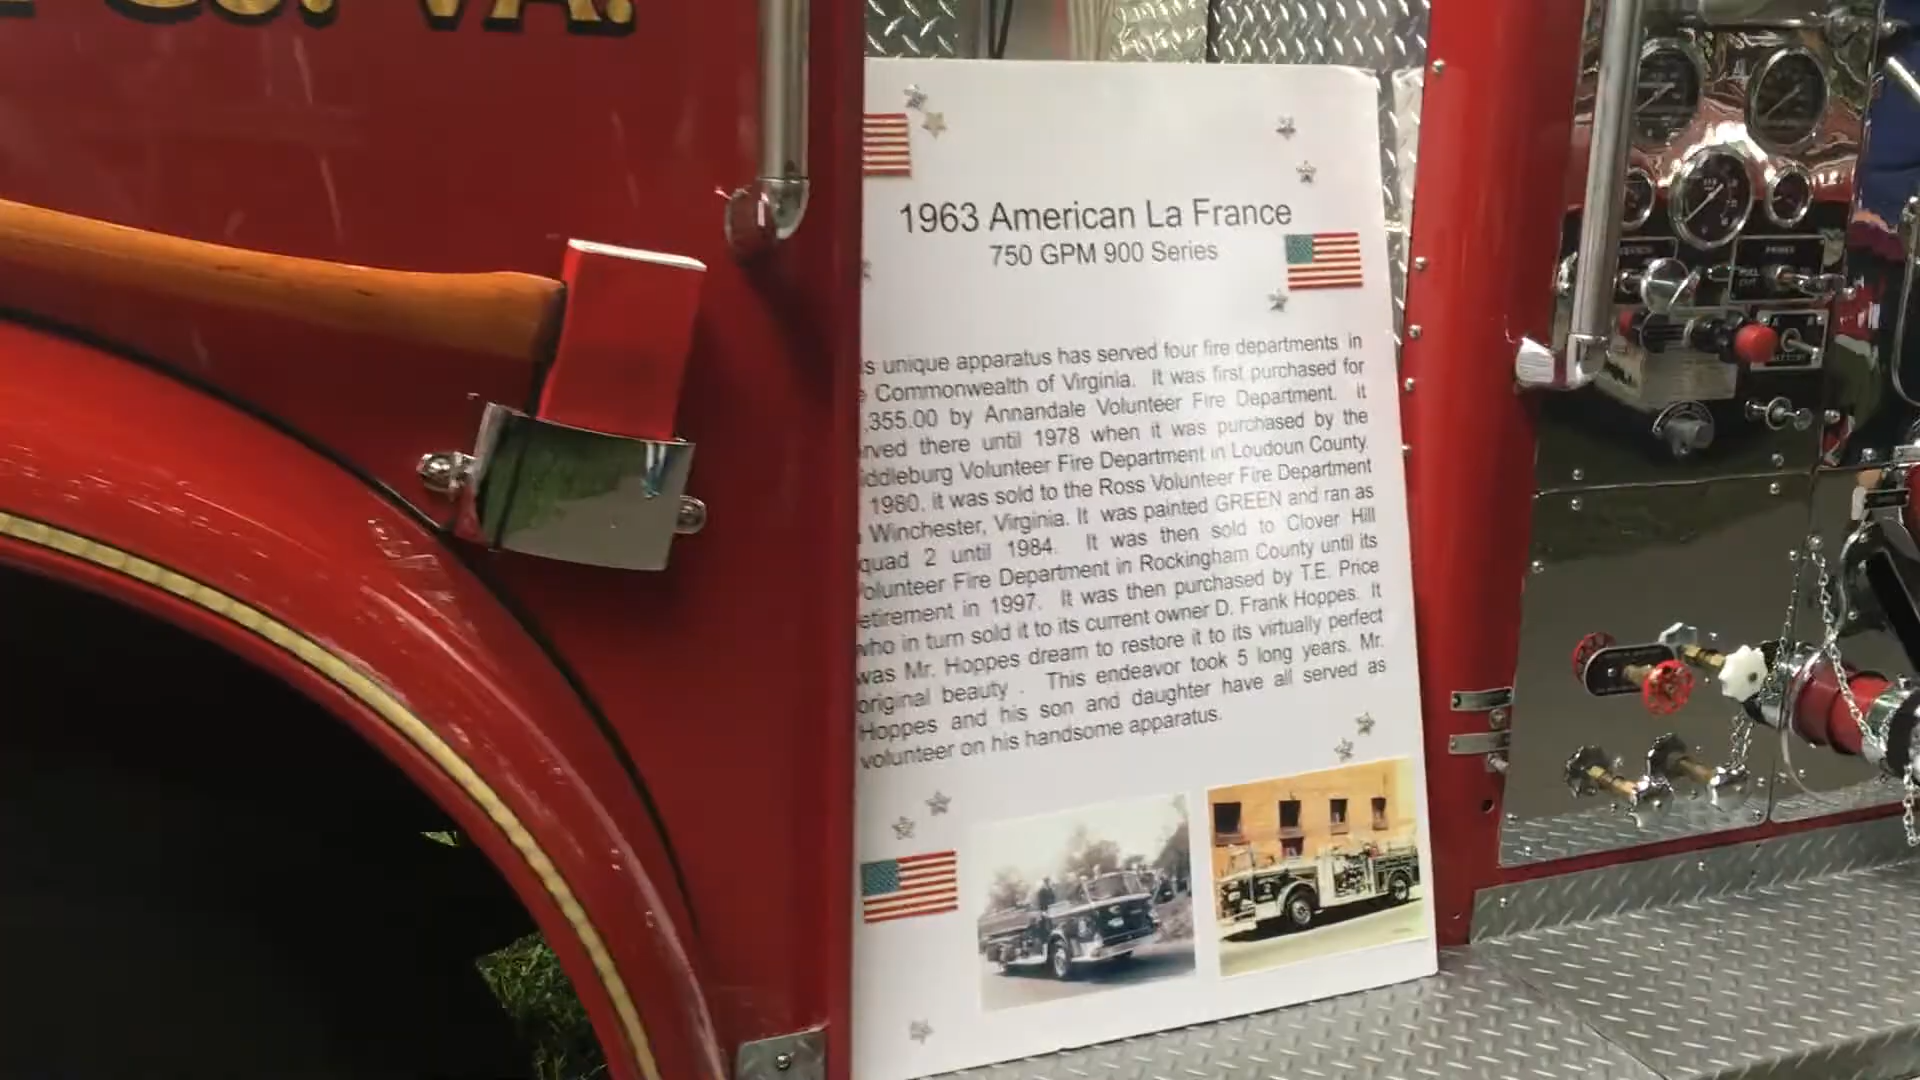 Co. VA.
1963 American La France
750 GPM 900 Series
s unique apparatus has served four fire departments in
e Commonwealth of Virginia. It was first purchased for
,355.00 by Annandale Volunteer Fire Department. It
rved there until 1978 when it was purchased by the
iddleburg Volunteer Fire Department in Loudoun County.
1980, it was sold to the Ross Volunteer Fire Department
Winchester, Virginia. It was painted GREEN and ran as
quad 2 until 1984. It was then sold to Clover Hill
olunteer Fire Department in Rockingham County until its
etirement in 1997. It was then purchased by T.E. Price
who in turn sold it to its current owner D. Frank Hoppes. It
was Mr. Hoppes dream to restore it to its virtually perfect
original beauty . This endeavor took 5 long years. Mr.
Hoppes and his son and daughter have all served as
volunteer on his handsome apparatus.
PRIMER
PULL